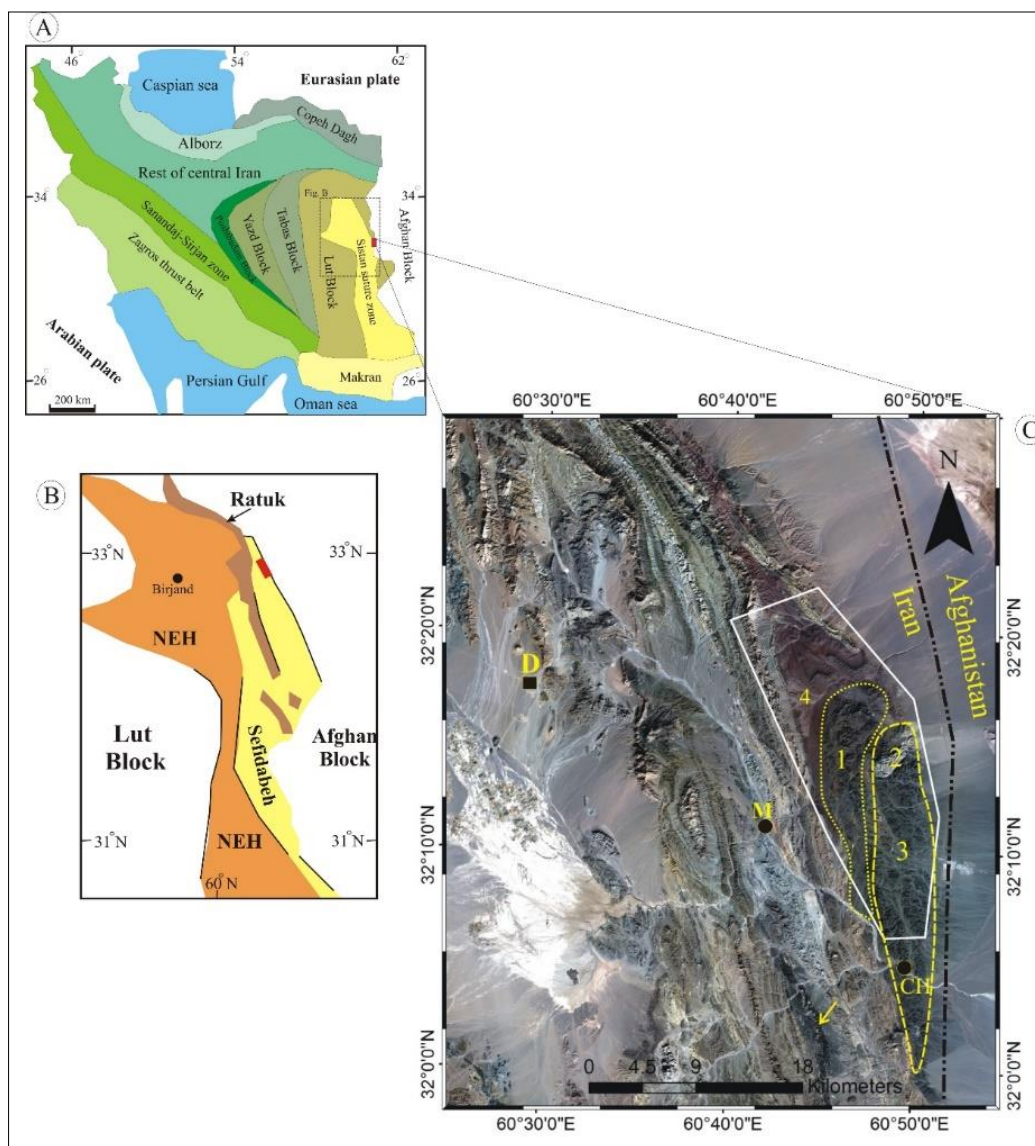 A
46°
54°
62°
Caspian sea
Eurasian plate
Copeh Dagh
Alborz
Rest of central Iran
34
Fig. B
34
Sanandaj-Sirjan zone
Yazd Block
Tabas Block
Afghan Block
Zagros thrust belt
Lut Block
Sistan suture zone
Arabian plate
26
Persian Gulf
Makran
26
200 km
Oman sea
B
Ratuk
33°N
33°N
Birjand
NEH
Lut
Block
Sefidabeh
Afghan
Block
31°N
NEH
31°N
60°N
C
60°30'0"E
60°40'0"E
60°50'0"E
N
Iran
Afghanistan
32°20'0"N
32°20'0"N
D
4
1
2
M
3
32°10'0"N
32°10'0"N
CH
32°0'0"N
32°0'0"N
0
4.5
9
18
Kilometers
60°30'0"E
60°40'0"E
60°50'0"E